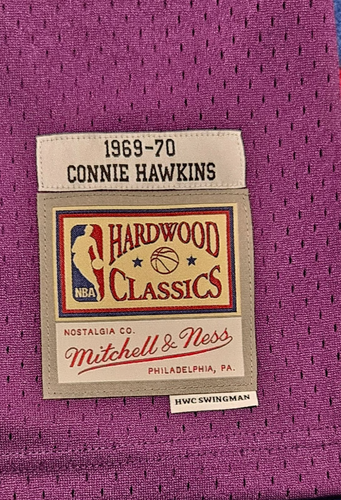 1969-70
CONNIE HAWKINS
HARDWOOD
CLASSICS
NBA
NOSTALGIA CO.
Mitchell & Ness
PHILADELPHIA, PA.
HWC SWINGMAN